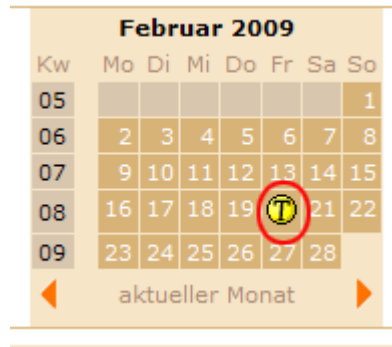 Februar 2009
Kw Mo Di Mi Do Fr Sa So
05 1
06 2 3 4 5 6 7 8
07 9 10 11 12 13 14 15
08 16 17 18 19 T 21 22
09 23 24 25 26 27 28
aktueller Monat